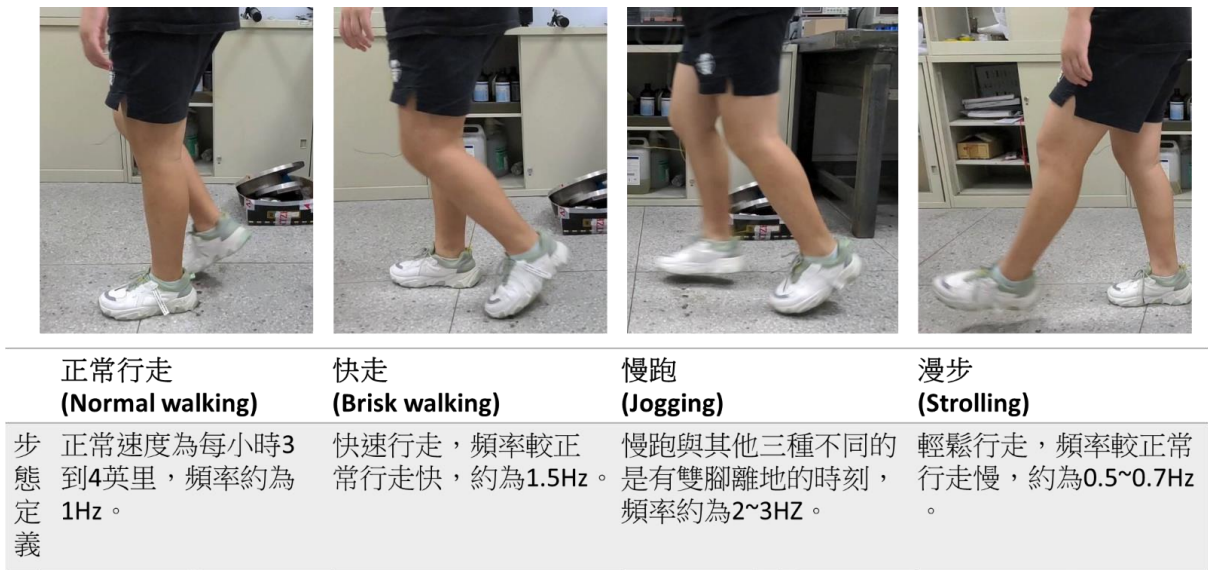 正常行走
(Normal walking)
快走
(Brisk walking)
慢跑
(Jogging)
漫步
(Strolling)
步態定義
正常速度為每小時3
到4英里，頻率約為
1Hz。
快速行走，頻率較正
常行走快，約為1.5Hz。
慢跑與其他三種不同的
是有雙腳離地的時刻，
頻率約為2~3HZ。
輕鬆行走，頻率較正常
行走慢，約為0.5~0.7Hz
。